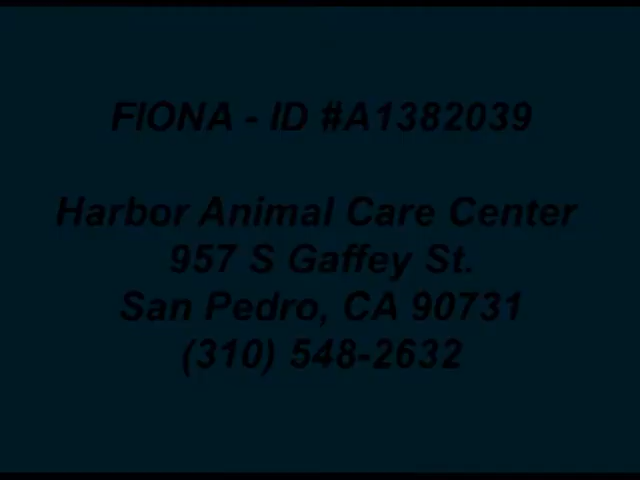 FIONA - ID #A1382039
Harbor Animal Care Center
957 S Gaffey St.
San Pedro, CA 90731
(310) 548-2632